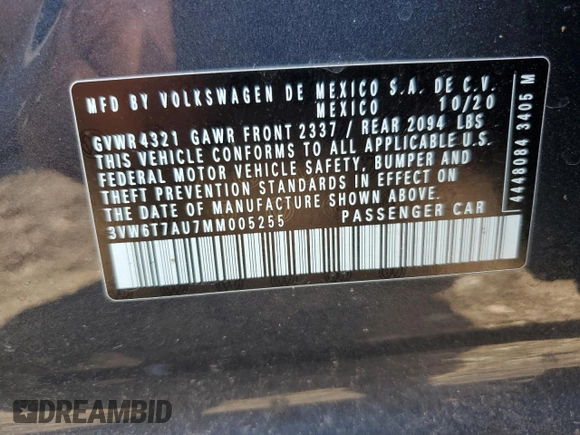 MFD BY VOLKSWAGEN DE MEXICO S.A. DE C.V.
MEXICO 10/20
GVWR 4321 GAWR FRONT 2337 / REAR 2094 LBS
THIS VEHICLE CONFORMS TO ALL APPLICABLE U.S.
FEDERAL MOTOR VEHICLE SAFETY, BUMPER AND
THEFT PREVENTION STANDARDS IN EFFECT ON
THE DATE OF MANUFACTURE SHOWN ABOVE.
3VW6T7AU7MM005255 PASSENGER CAR
4448084 3405 M
DREAMBID